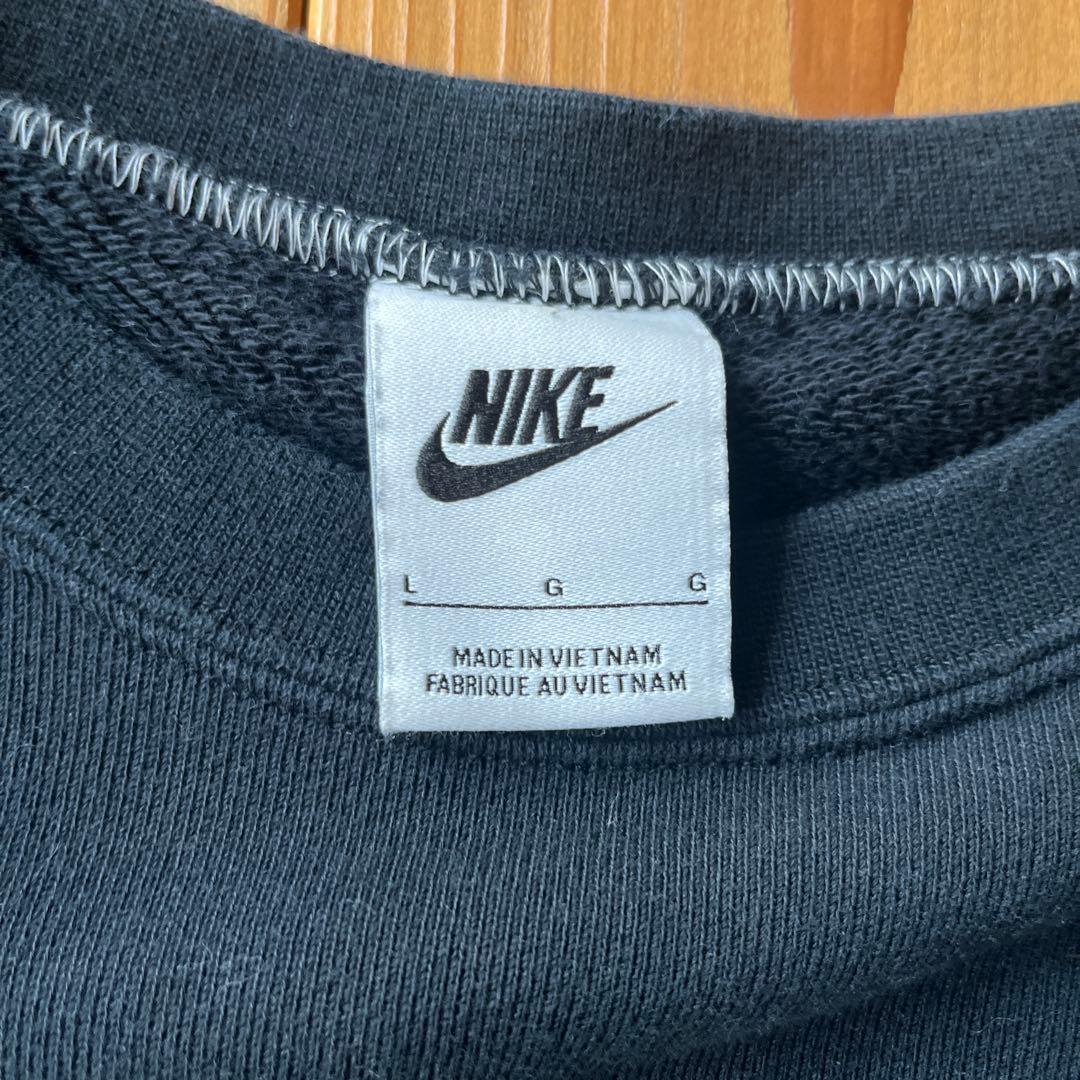 NIKE
L G G
MADE IN VIETNAM
FABRIQUE AU VIETNAM